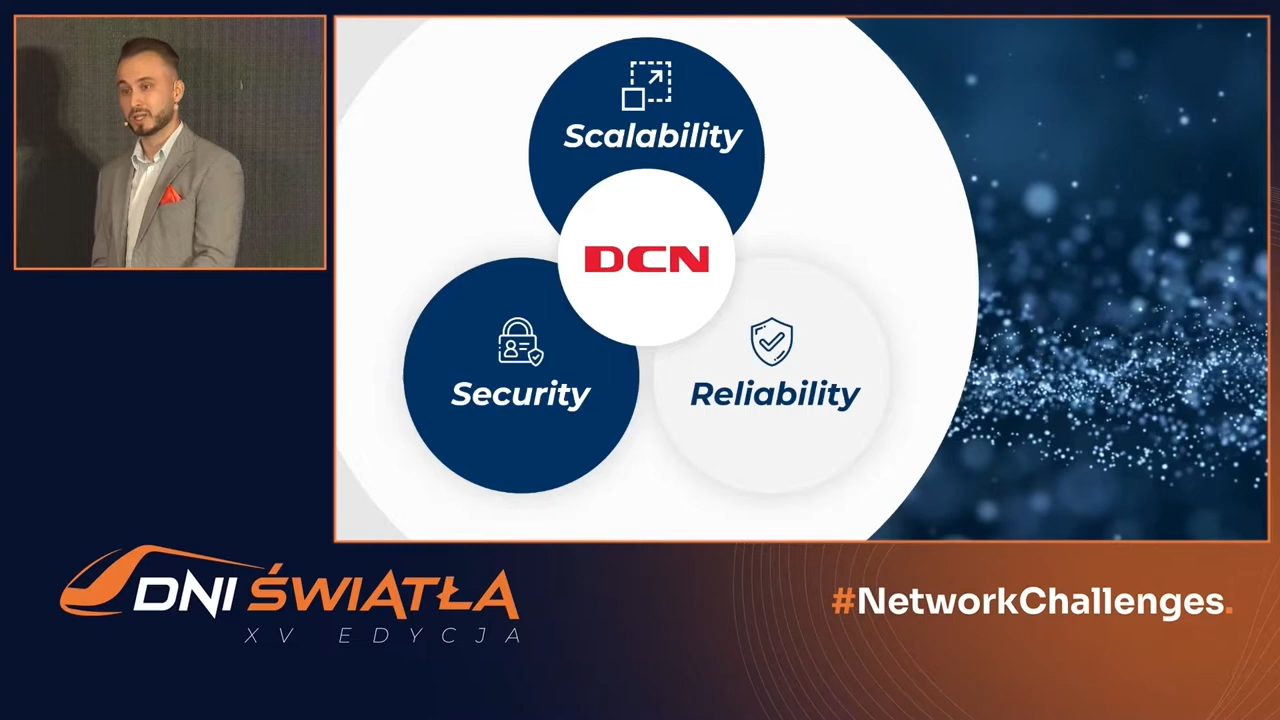 Scalability
DCN
Security
Reliability
DNI ŚWIATŁA
XV EDYCJA
#NetworkChallenges.